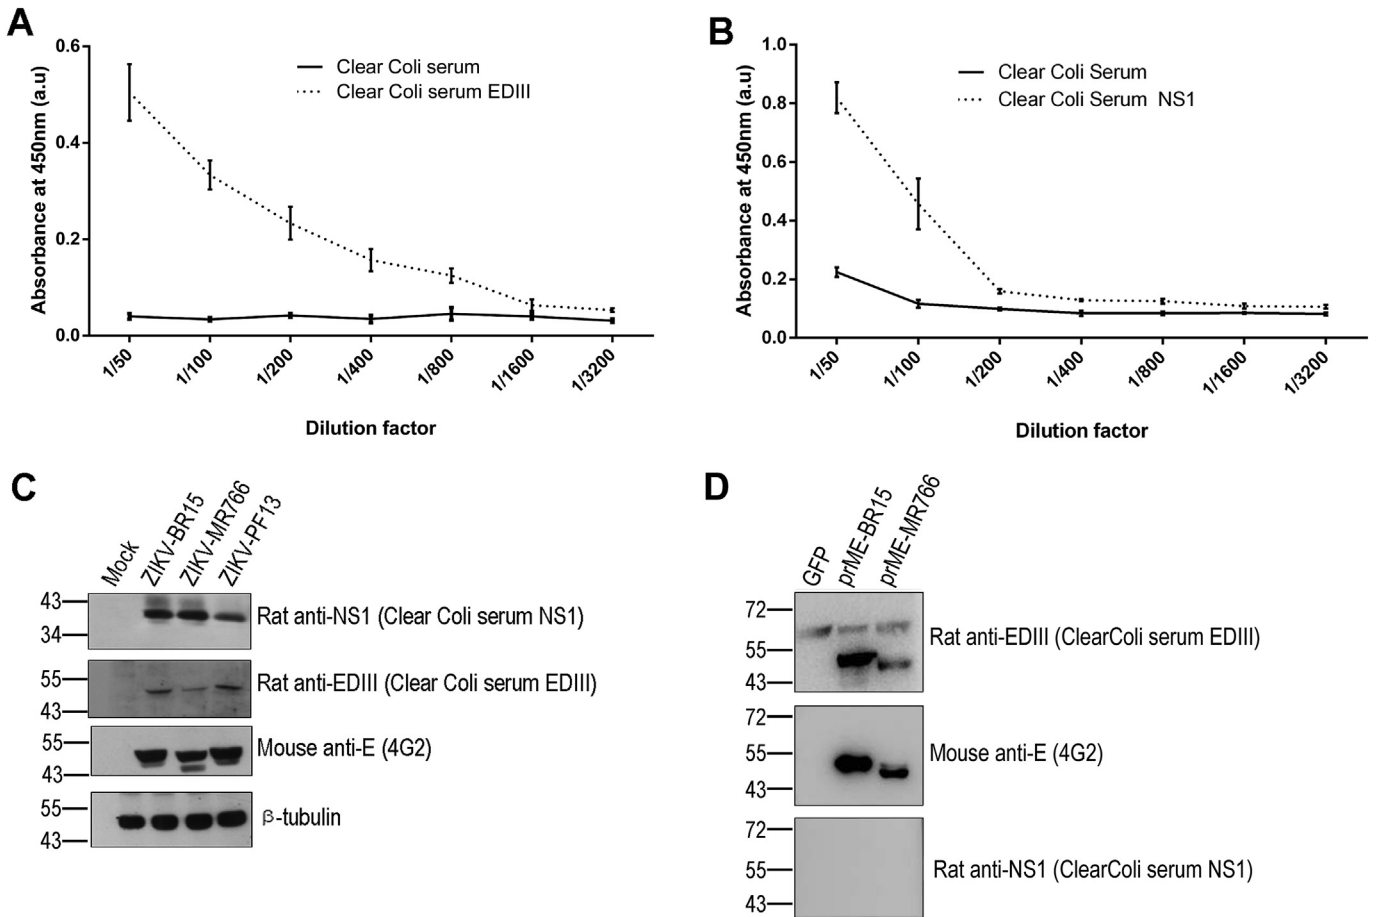 A
0.6
0.4
0.2
0.0
Absorbance at 450nm (a.u)
Clear Coli serum
Clear Coli serum EDIII
1/50
1/100
1/200
1/400
1/800
1/1600
1/3200
Dilution factor
B
1.0
0.8
0.6
0.4
0.2
0.0
Absorbance at 450nm (a.u)
Clear Coli Serum
Clear Coli Serum NS1
1/50
1/100
1/200
1/400
1/800
1/1600
1/3200
Dilution factor
C
Mock
ZIKV-BR15
ZIKV-MR766
ZIKV-PF13
43
34
Rat anti-NS1 (Clear Coli serum NS1)
55
43
Rat anti-EDIII (Clear Coli serum EDIII)
55
43
Mouse anti-E (4G2)
55
43
β-tubulin
D
GFP
prME-BR15
prME-MR766
72
55
43
Rat anti-EDIII (ClearColi serum EDIII)
72
55
43
Mouse anti-E (4G2)
72
55
43
Rat anti-NS1 (ClearColi serum NS1)